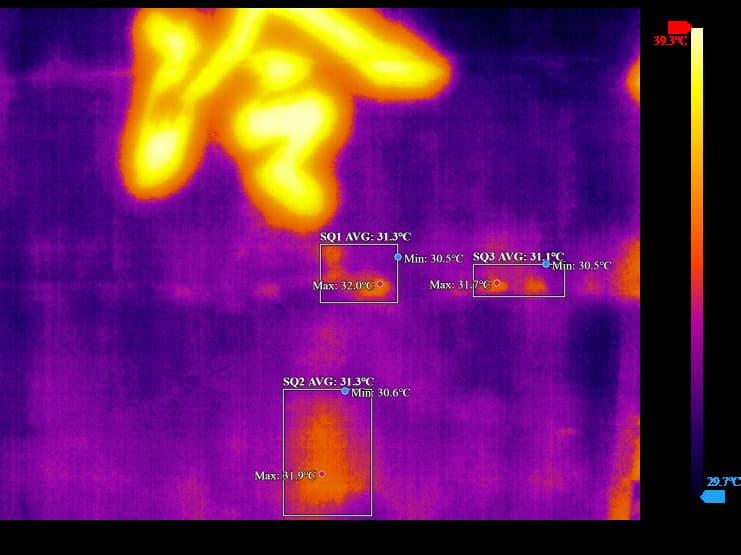 39.3℃
SQ1 AVG: 31.3℃
Min: 30.5℃
Max: 32.0℃
SQ3 AVG: 31.1℃
Min: 30.5℃
Max: 31.7℃
SQ2 AVG: 31.3℃
Min: 30.6℃
Max: 31.9℃
29.7℃